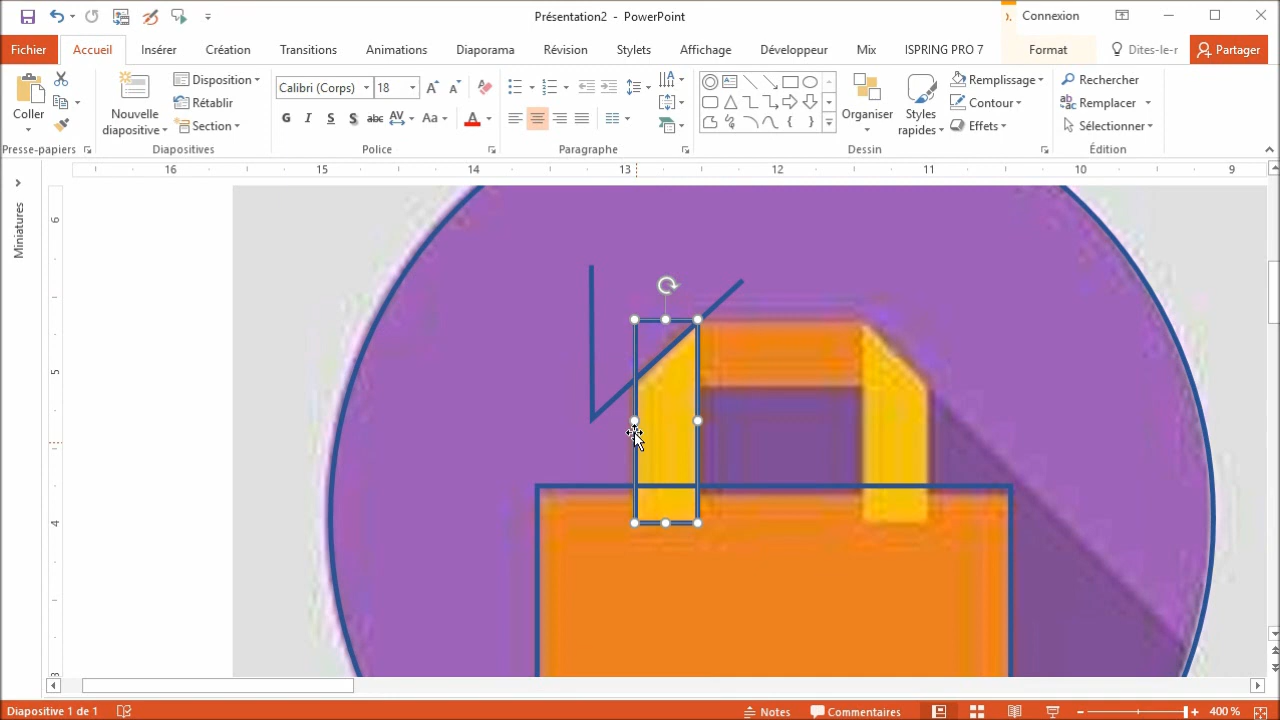 Présentation2 - PowerPoint
Connexion
Fichier
Accueil
Insérer
Création
Transitions
Animations
Diaporama
Révision
Stylets
Affichage
Développeur
Mix
ISPRING PRO 7
Format
Dites-le-r
Partager
Coller
Nouvelle
diapositive
Disposition
Rétablir
Section
Calibri (Corps)
18
G I S S abc AV Aa A
Organiser
Styles
rapides
Remplissage
Contour
Effets
Rechercher
Remplacer
Sélectionner
Presse-papiers
Diapositives
Police
Paragraphe
Dessin
Édition
16 15 14 13 12 11 10 9
Miniatures
6
5
4
3
Diapositive 1 de 1
Notes
Commentaires
400 %